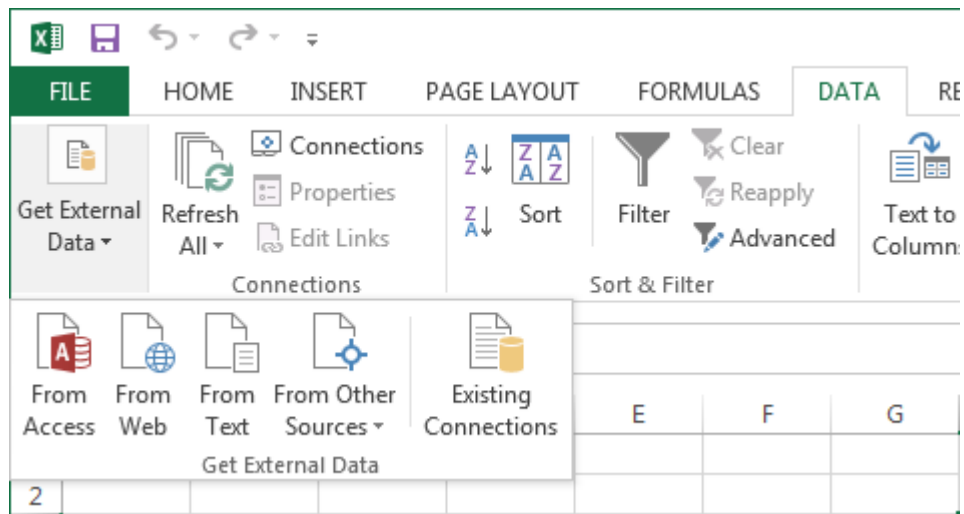 FILE HOME INSERT PAGE LAYOUT FORMULAS DATA RE
Get External
Data
Refresh
All
Connections
Properties
Edit Links
Connections
Sort
Filter
Clear
Reapply
Advanced
Sort & Filter
Text to
Column
From
Access
From
Web
From
Text
From Other
Sources
Existing
Connections
Get External Data
E F G
2